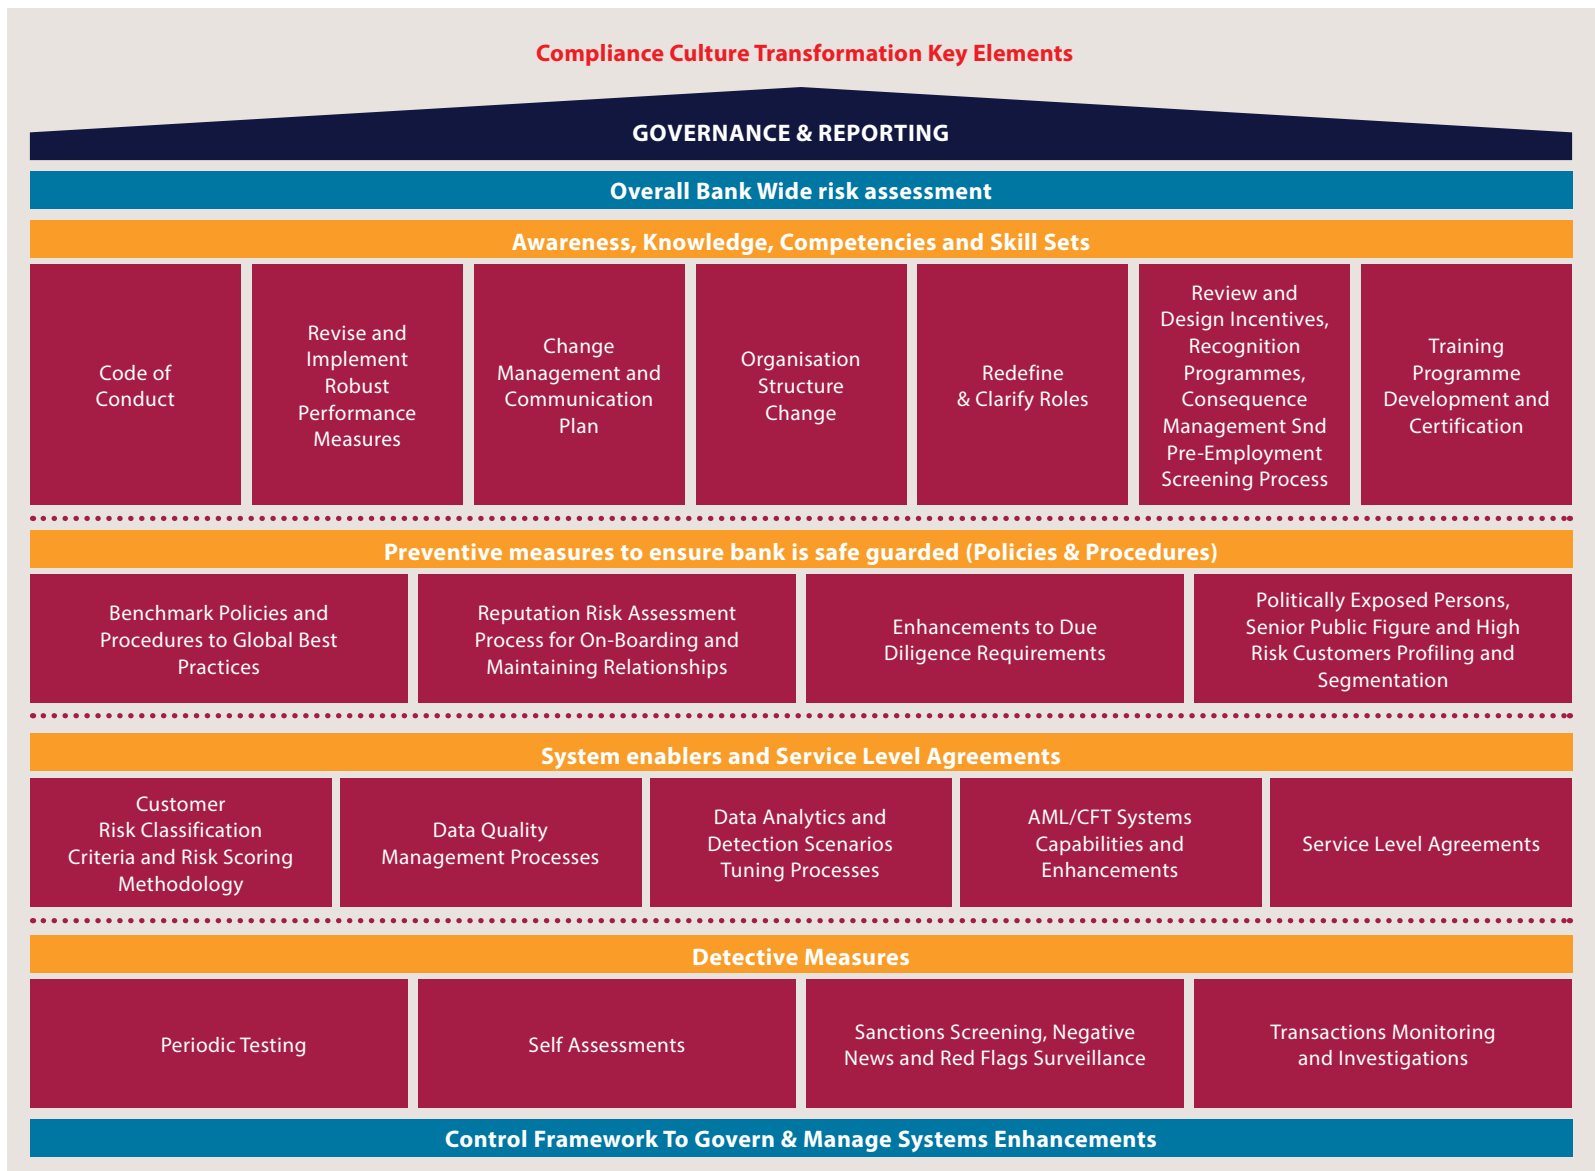 Compliance Culture Transformation Key Elements
GOVERNANCE & REPORTING
Overall Bank Wide risk assessment
Awareness, Knowledge, Competencies and Skill Sets
Code of
Conduct
Revise and
Implement
Robust
Performance
Measures
Change
Management and
Communication
Plan
Organisation
Structure
Change
Redefine
& Clarify Roles
Review and
Design Incentives,
Recognition
Programmes,
Consequence
Management Snd
Pre-Employment
Screening Process
Training
Programme
Development and
Certification
Preventive measures to ensure bank is safe guarded (Policies & Procedures)
Benchmark Policies and
Procedures to Global Best
Practices
Reputation Risk Assessment
Process for On-Boarding and
Maintaining Relationships
Enhancements to Due
Diligence Requirements
Politically Exposed Persons,
Senior Public Figure and High
Risk Customers Profiling and
Segmentation
System enablers and Service Level Agreements
Customer
Risk Classification
Criteria and Risk Scoring
Methodology
Data Quality
Management Processes
Data Analytics and
Detection Scenarios
Tuning Processes
AML/CFT Systems
Capabilities and
Enhancements
Service Level Agreements
Detective Measures
Periodic Testing
Self Assessments
Sanctions Screening, Negative
News and Red Flags Surveillance
Transactions Monitoring
and Investigations
Control Framework To Govern & Manage Systems Enhancements